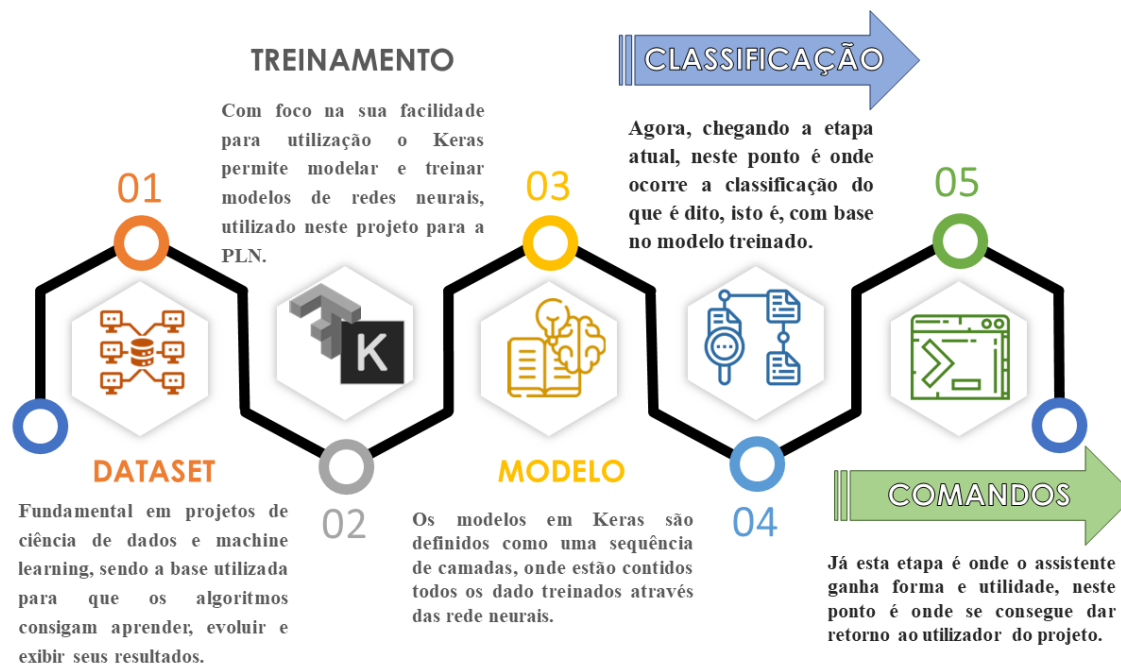 01
DATASET
Fundamental em projetos de
ciência de dados e machine
learning, sendo a base utilizada
para que os algoritmos
consigam aprender, evoluir e
exibir seus resultados.
TREINAMENTO
Com foco na sua facilidade
para utilização o Keras
permite modelar e treinar
modelos de redes neurais,
utilizado neste projeto para a
PLN.
K
02
03
MODELO
Os modelos em Keras são
definidos como uma sequência
de camadas, onde estão contidos
todos os dado treinados através
das rede neurais.
CLASSIFICAÇÃO
Agora, chegando a etapa
atual, neste ponto é onde
ocorre a classificação do
que é dito, isto é, com base
no modelo treinado.
04
05
COMANDOS
Já esta etapa é onde o assistente
ganha forma e utilidade, neste
ponto é onde se consegue dar
retorno ao utilizador do projeto.